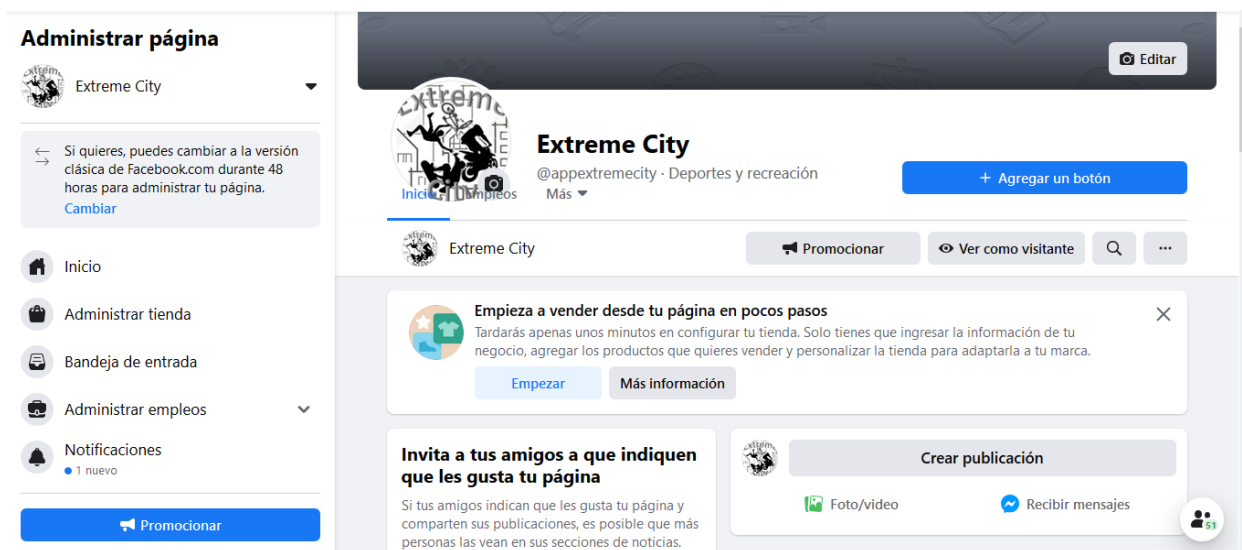 Administrar página
Extreme City
Si quieres, puedes cambiar a la versión
clásica de Facebook.com durante 48
horas para administrar tu página.
Cambiar
Inicio
Administrar tienda
Bandeja de entrada
Administrar empleos
Notificaciones
1 nuevo
Promocionar
Editar
Extreme
City
Extreme City
@appextremecity · Deportes y recreación
+ Agregar un botón
Inicio
Empleos
Más
Extreme City
Promocionar
Ver como visitante
Empieza a vender desde tu página en pocos pasos
Tardarás apenas unos minutos en configurar tu tienda. Solo tienes que ingresar la información de tu
negocio, agregar los productos que quieres vender y personalizar la tienda para adaptarla a tu marca.
Empezar
Más información
Invita a tus amigos a que indiquen
que les gusta tu página
Si tus amigos indican que les gusta tu página y
comparten sus publicaciones, es posible que más
personas las vean en sus secciones de noticias.
Crear publicación
Foto/video
Recibir mensajes
51